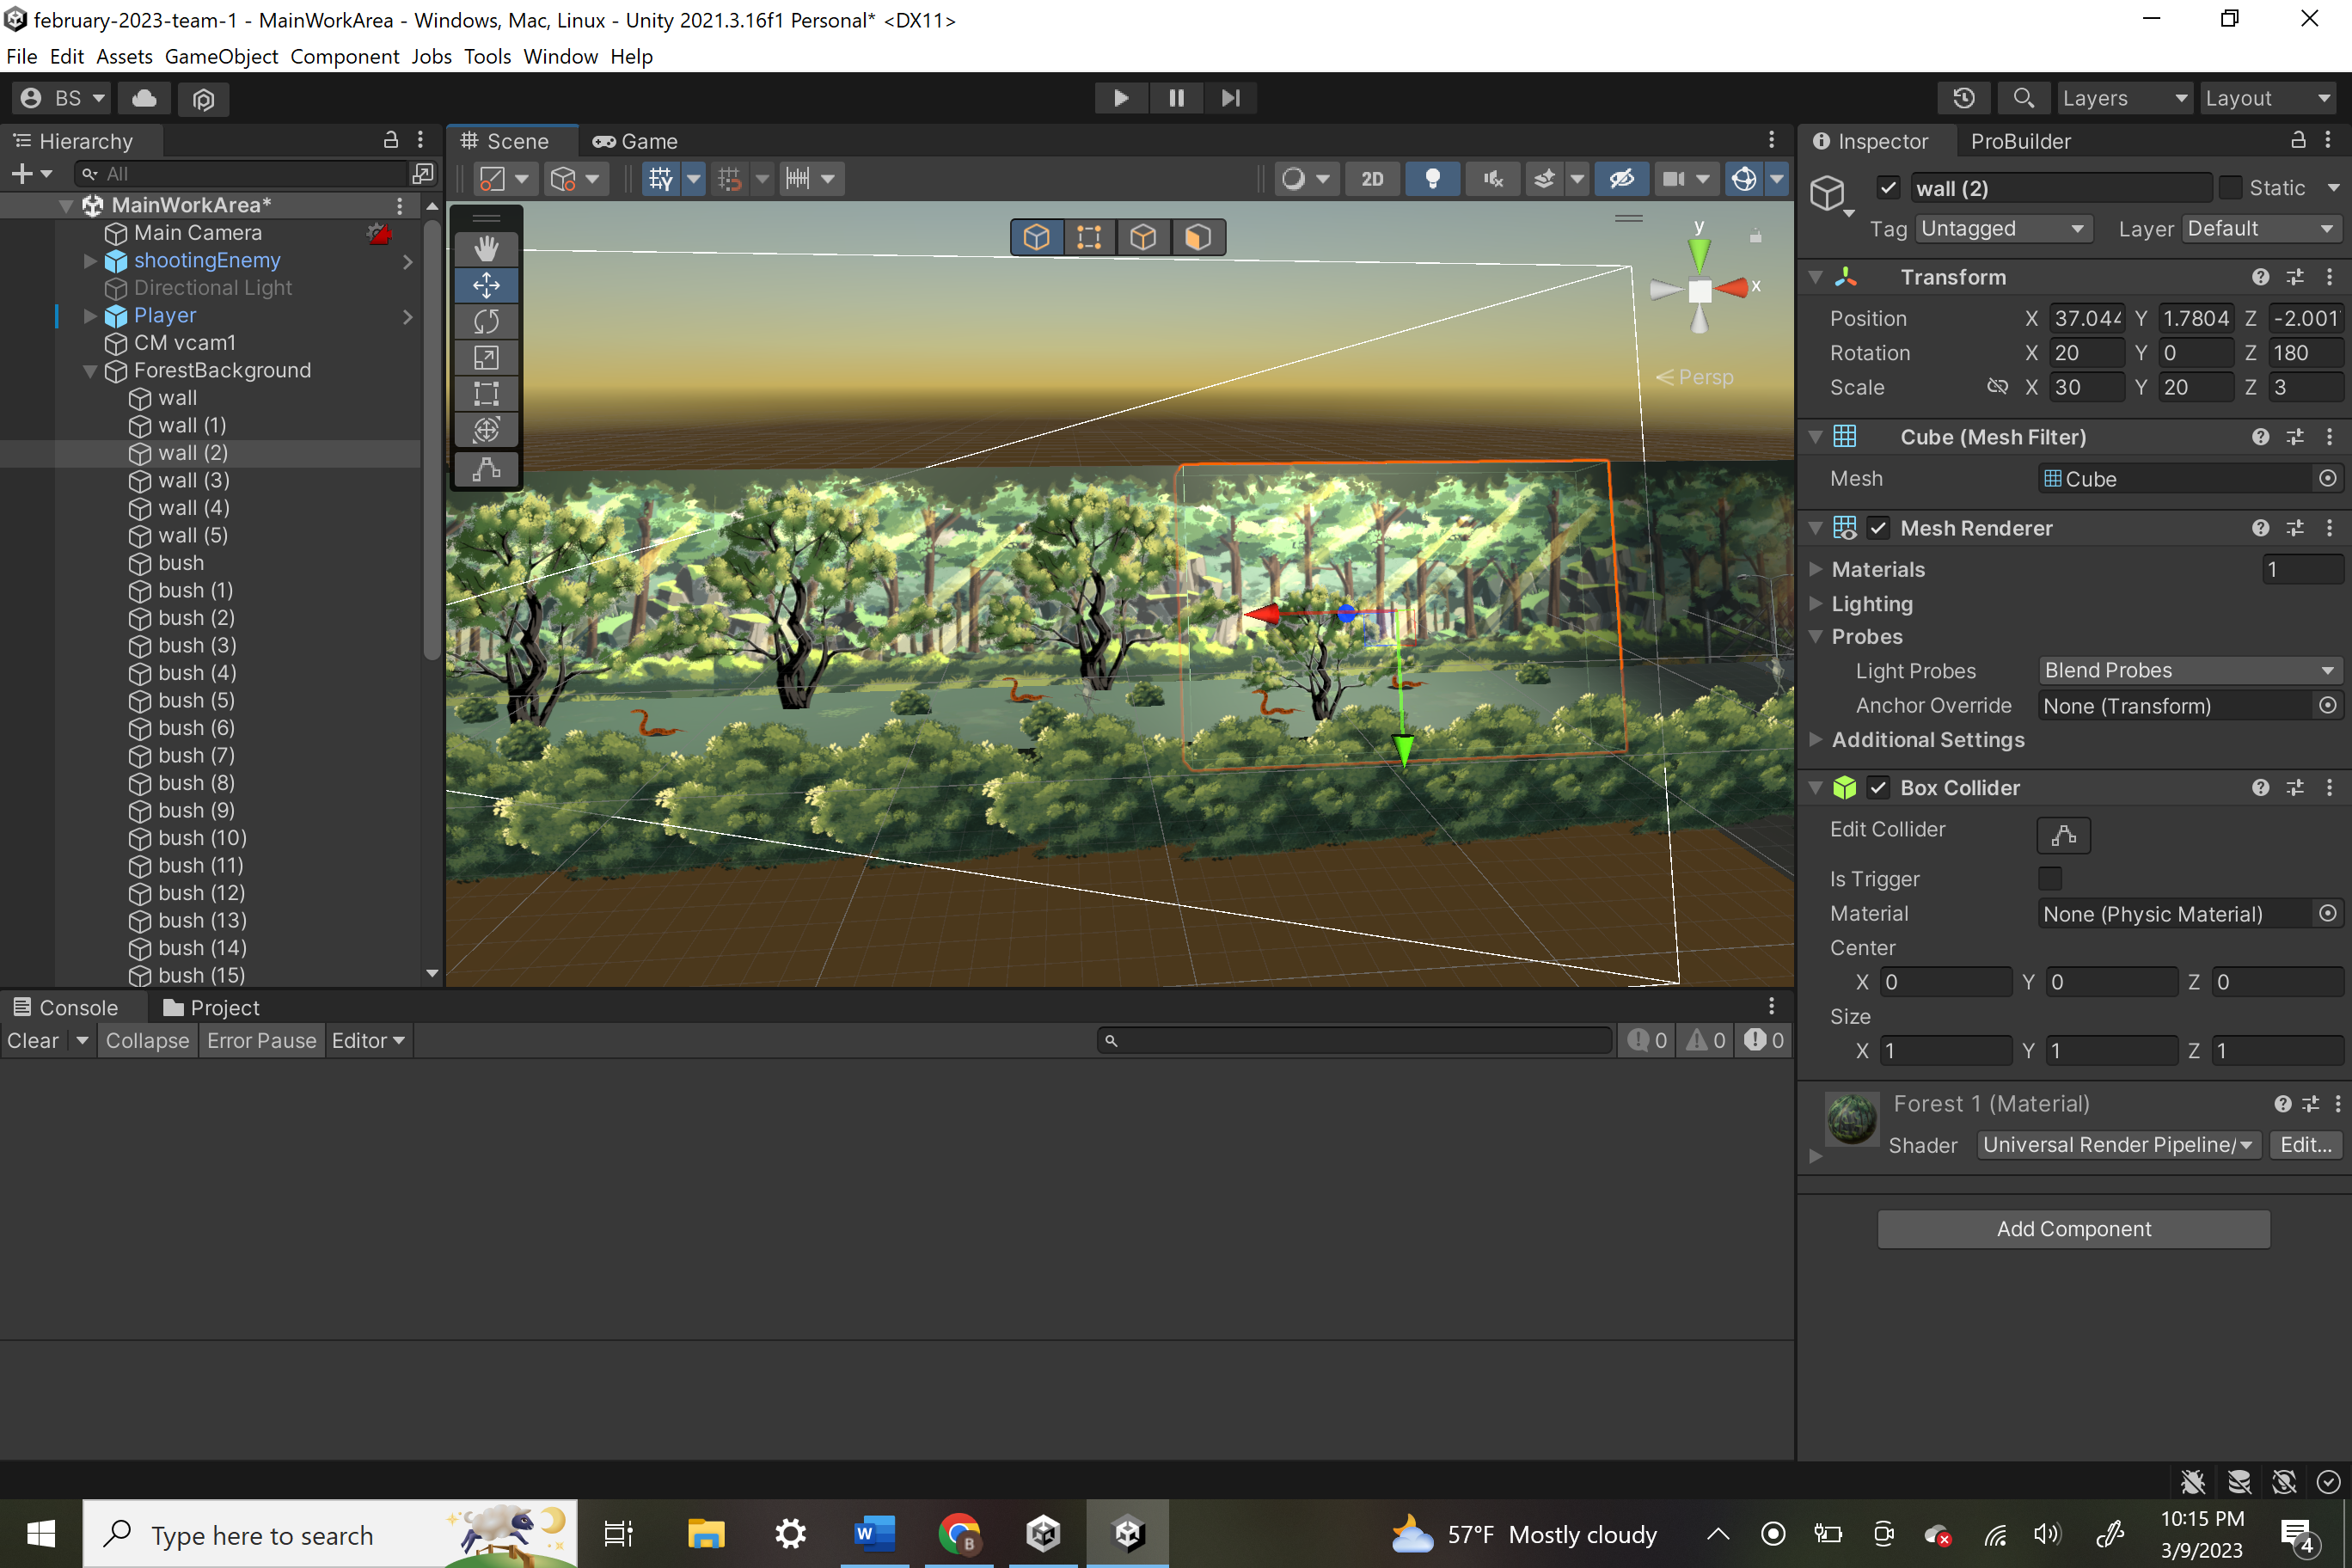 february-2023-team-1 - MainWorkArea - Windows, Mac, Linux - Unity 2021.3.16f1 Personal* <DX11>
File Edit Assets GameObject Component Jobs Tools Window Help
BS
Layers
Layout
Hierarchy
All
MainWorkArea*
Main Camera
shootingEnemy
Directional Light
Player
CM vcam1
ForestBackground
wall
wall (1)
wall (2)
wall (3)
wall (4)
wall (5)
bush
bush (1)
bush (2)
bush (3)
bush (4)
bush (5)
bush (6)
bush (7)
bush (8)
bush (9)
bush (10)
bush (11)
bush (12)
bush (13)
bush (14)
bush (15)
Scene Game
2D
y
x
Persp
Inspector ProBuilder
wall (2) Static
Tag Untagged Layer Default
Transform
Position X 37.044 Y 1.7804 Z -2.001
Rotation X 20 Y 0 Z 180
Scale X 30 Y 20 Z 3
Cube (Mesh Filter)
Mesh Cube
Mesh Renderer
Materials 1
Lighting
Probes
Light Probes Blend Probes
Anchor Override None (Transform)
Additional Settings
Box Collider
Edit Collider
Is Trigger
Material None (Physic Material)
Center
X 0 Y 0 Z 0
Size
X 1 Y 1 Z 1
Forest 1 (Material)
Shader Universal Render Pipeline/ Edit...
Add Component
Console Project
Clear Collapse Error Pause Editor
0 0 0
Type here to search
W
B
57°F Mostly cloudy
10:15 PM
3/9/2023
4